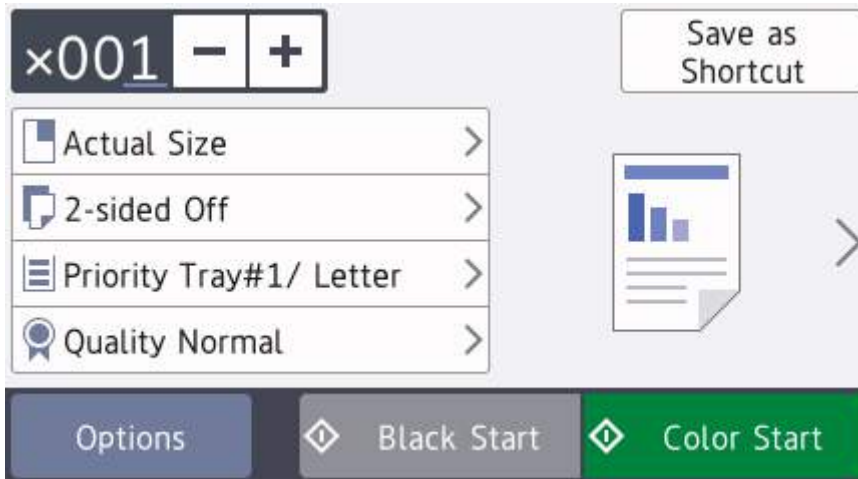 ×001 − +
Save as
Shortcut
Actual Size
2-sided Off
Priority Tray#1/ Letter
Quality Normal
Options
Black Start
Color Start